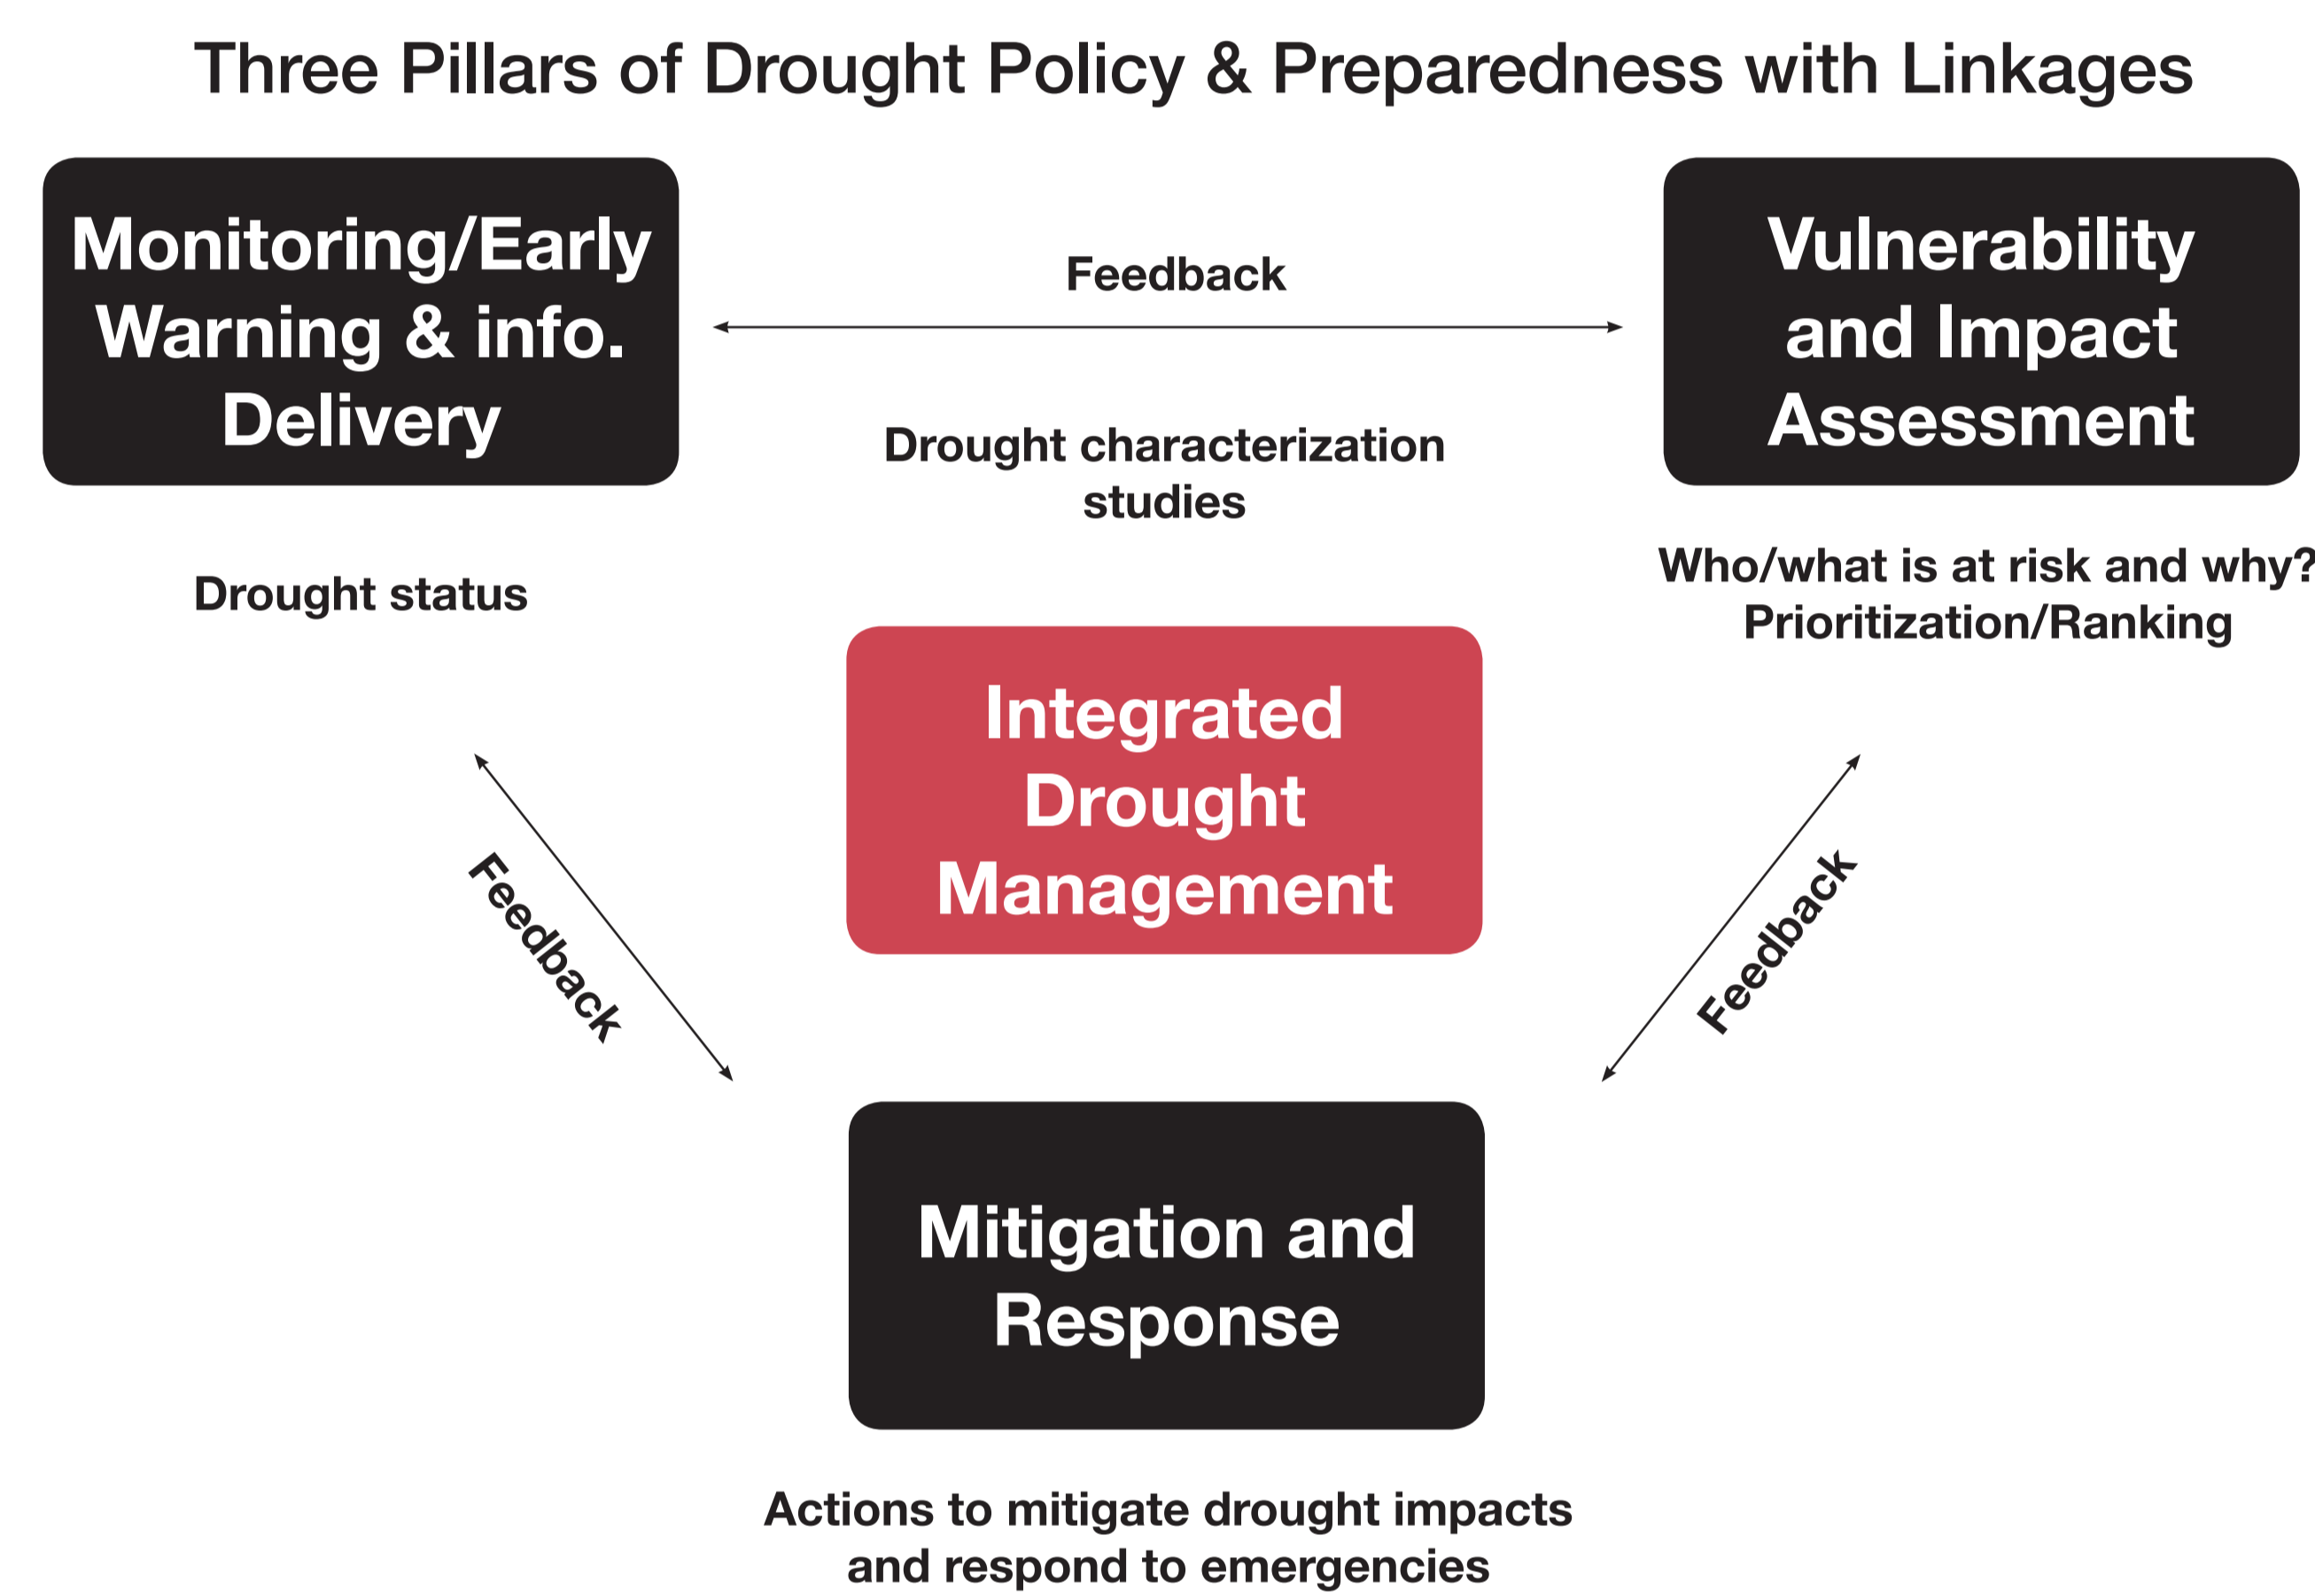 Three Pillars of Drought Policy & Preparedness with Linkages
Monitoring/Early
Warning & info.
Delivery
Feedback
Vulnerability
and Impact
Assessment
Drought characterization
studies
Drought status
Who/what is at risk and why?
Prioritization/Ranking
Integrated
Drought
Management
Feedback
Feedback
Mitigation and
Response
Actions to mitigate drought impacts
and respond to emergencies